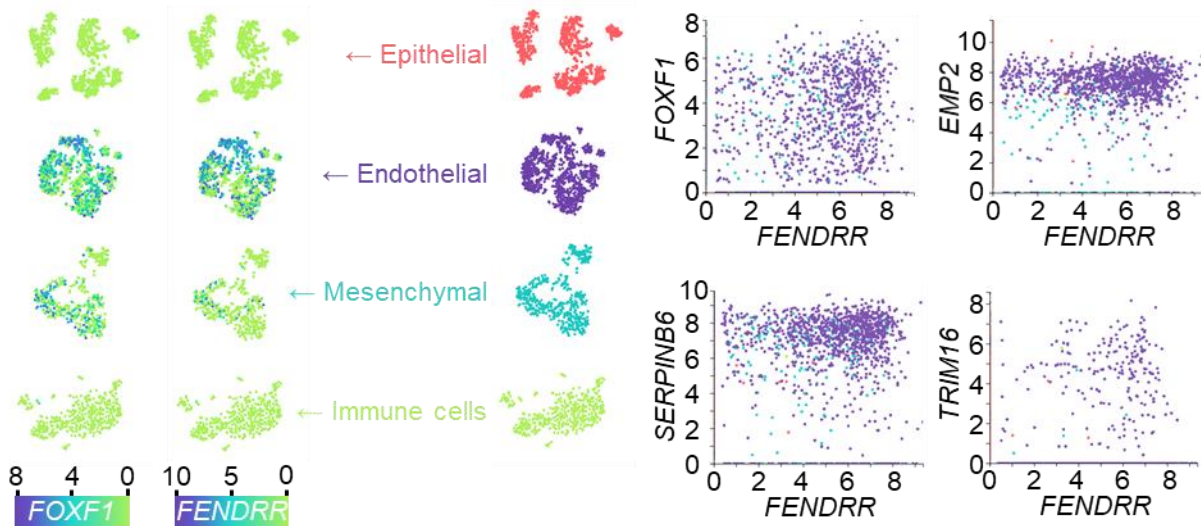 ← Epithelial
← Endothelial
← Mesenchymal
← Immune cells
8 4 0
FOXF1
10 5 0
FENDRR
8
6
4
2
0
FOXF1
0 2 4 6 8
FENDRR
10
8
6
4
2
0
EMP2
0 2 4 6 8
FENDRR
10
8
6
4
2
0
SERPINB6
0 2 4 6 8
FENDRR
8
6
4
2
0
TRIM16
0 2 4 6 8
FENDRR